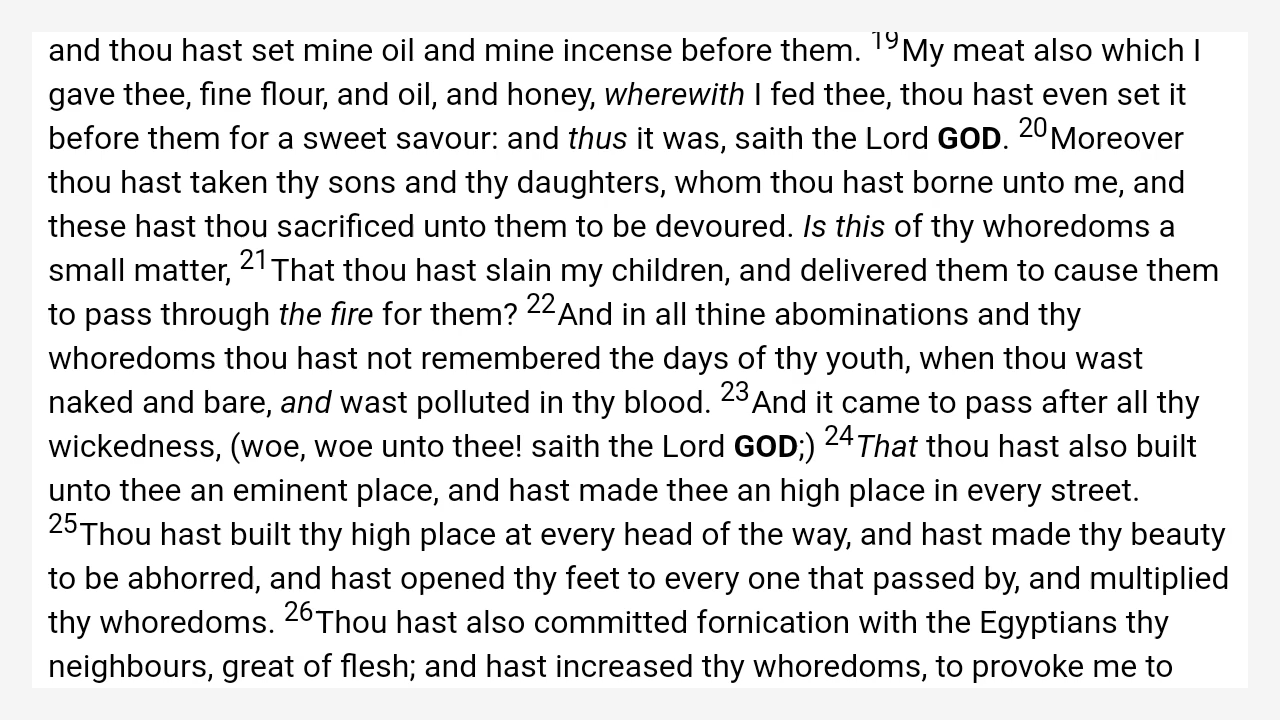 and thou hast set mine oil and mine incense before them. 19My meat also which I
gave thee, fine flour, and oil, and honey, wherewith I fed thee, thou hast even set it
before them for a sweet savour: and thus it was, saith the Lord GOD. 20Moreover
thou hast taken thy sons and thy daughters, whom thou hast borne unto me, and
these hast thou sacrificed unto them to be devoured. Is this of thy whoredoms a
small matter, 21That thou hast slain my children, and delivered them to cause them
to pass through the fire for them? 22And in all thine abominations and thy
whoredoms thou hast not remembered the days of thy youth, when thou wast
naked and bare, and wast polluted in thy blood. 23And it came to pass after all thy
wickedness, (woe, woe unto thee! saith the Lord GOD;) 24That thou hast also built
unto thee an eminent place, and hast made thee an high place in every street.
25Thou hast built thy high place at every head of the way, and hast made thy beauty
to be abhorred, and hast opened thy feet to every one that passed by, and multiplied
thy whoredoms. 26Thou hast also committed fornication with the Egyptians thy
neighbours, great of flesh; and hast increased thy whoredoms, to provoke me to